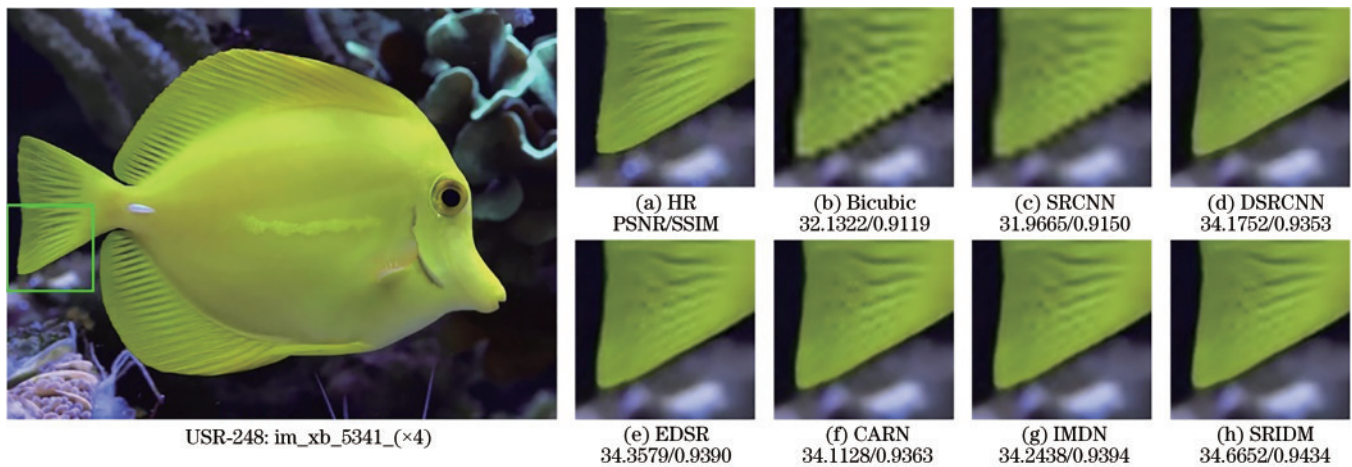 (a) HR
PSNR/SSIM
(b) Bicubic
32.1322/0.9119
(c) SRCNN
31.9665/0.9150
(d) DSRCNN
34.1752/0.9353
USR-248: im_xb_5341_(×4)
(e) EDSR
34.3579/0.9390
(f) CARN
34.1128/0.9363
(g) IMDN
34.2438/0.9394
(h) SRIDM
34.6652/0.9434